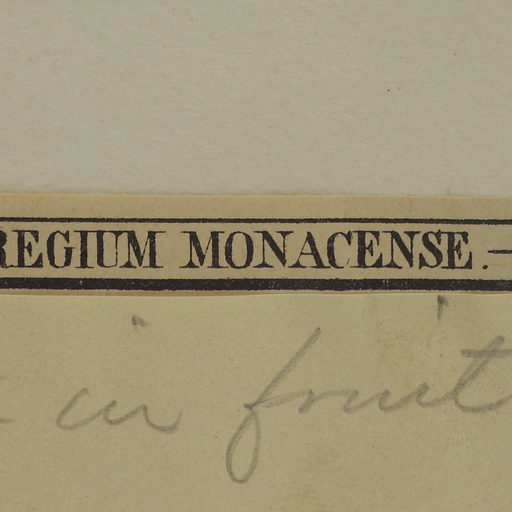 REGIUM MONACENSE.—
in fruit